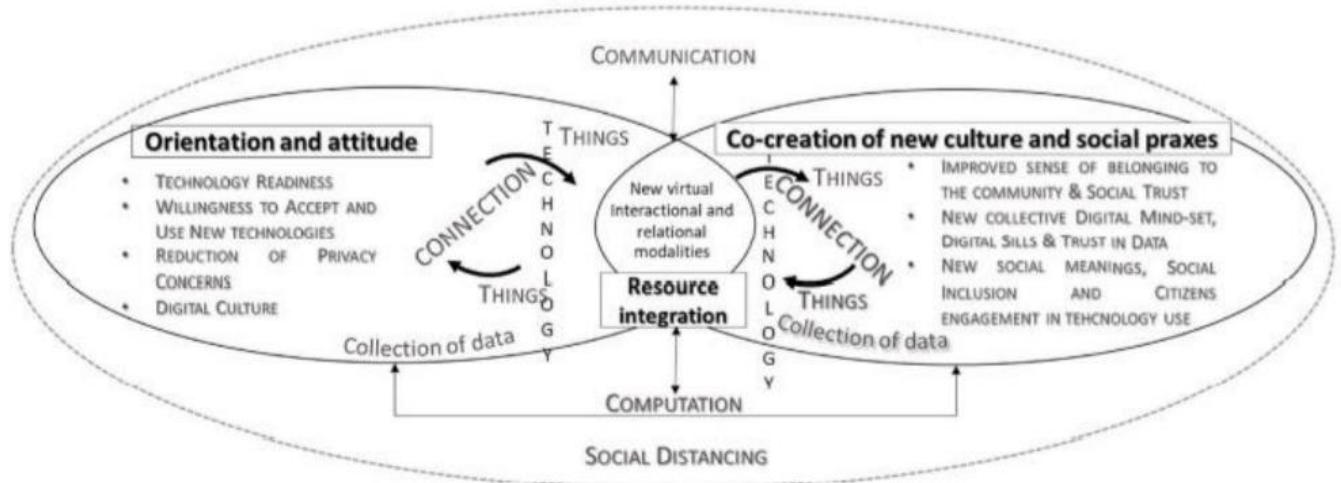 COMMUNICATION
Orientation and attitude
• TECHNOLOGY READINESS
• WILLINGNESS TO ACCEPT AND
USE NEW TECHNOLOGIES
• REDUCTION OF PRIVACY
CONCERNS
• DIGITAL CULTURE
CONNECTION
THINGS
THINGS
TECHNOLOGY
Collection of data
New virtual
Interactional and
relational
modalities
Resource
integration
Co-creation of new culture and social praxes
TECHNOLOGY
THINGS
CONNECTION
THINGS
Collection of data
• IMPROVED SENSE OF BELONGING TO
THE COMMUNITY & SOCIAL TRUST
• NEW COLLECTIVE DIGITAL MIND-SET,
DIGITAL SILLS & TRUST IN DATA
• NEW SOCIAL MEANINGS, SOCIAL
INCLUSION AND CITIZENS
ENGAGEMENT IN TEHCNOLOGY USE
COMPUTATION
SOCIAL DISTANCING